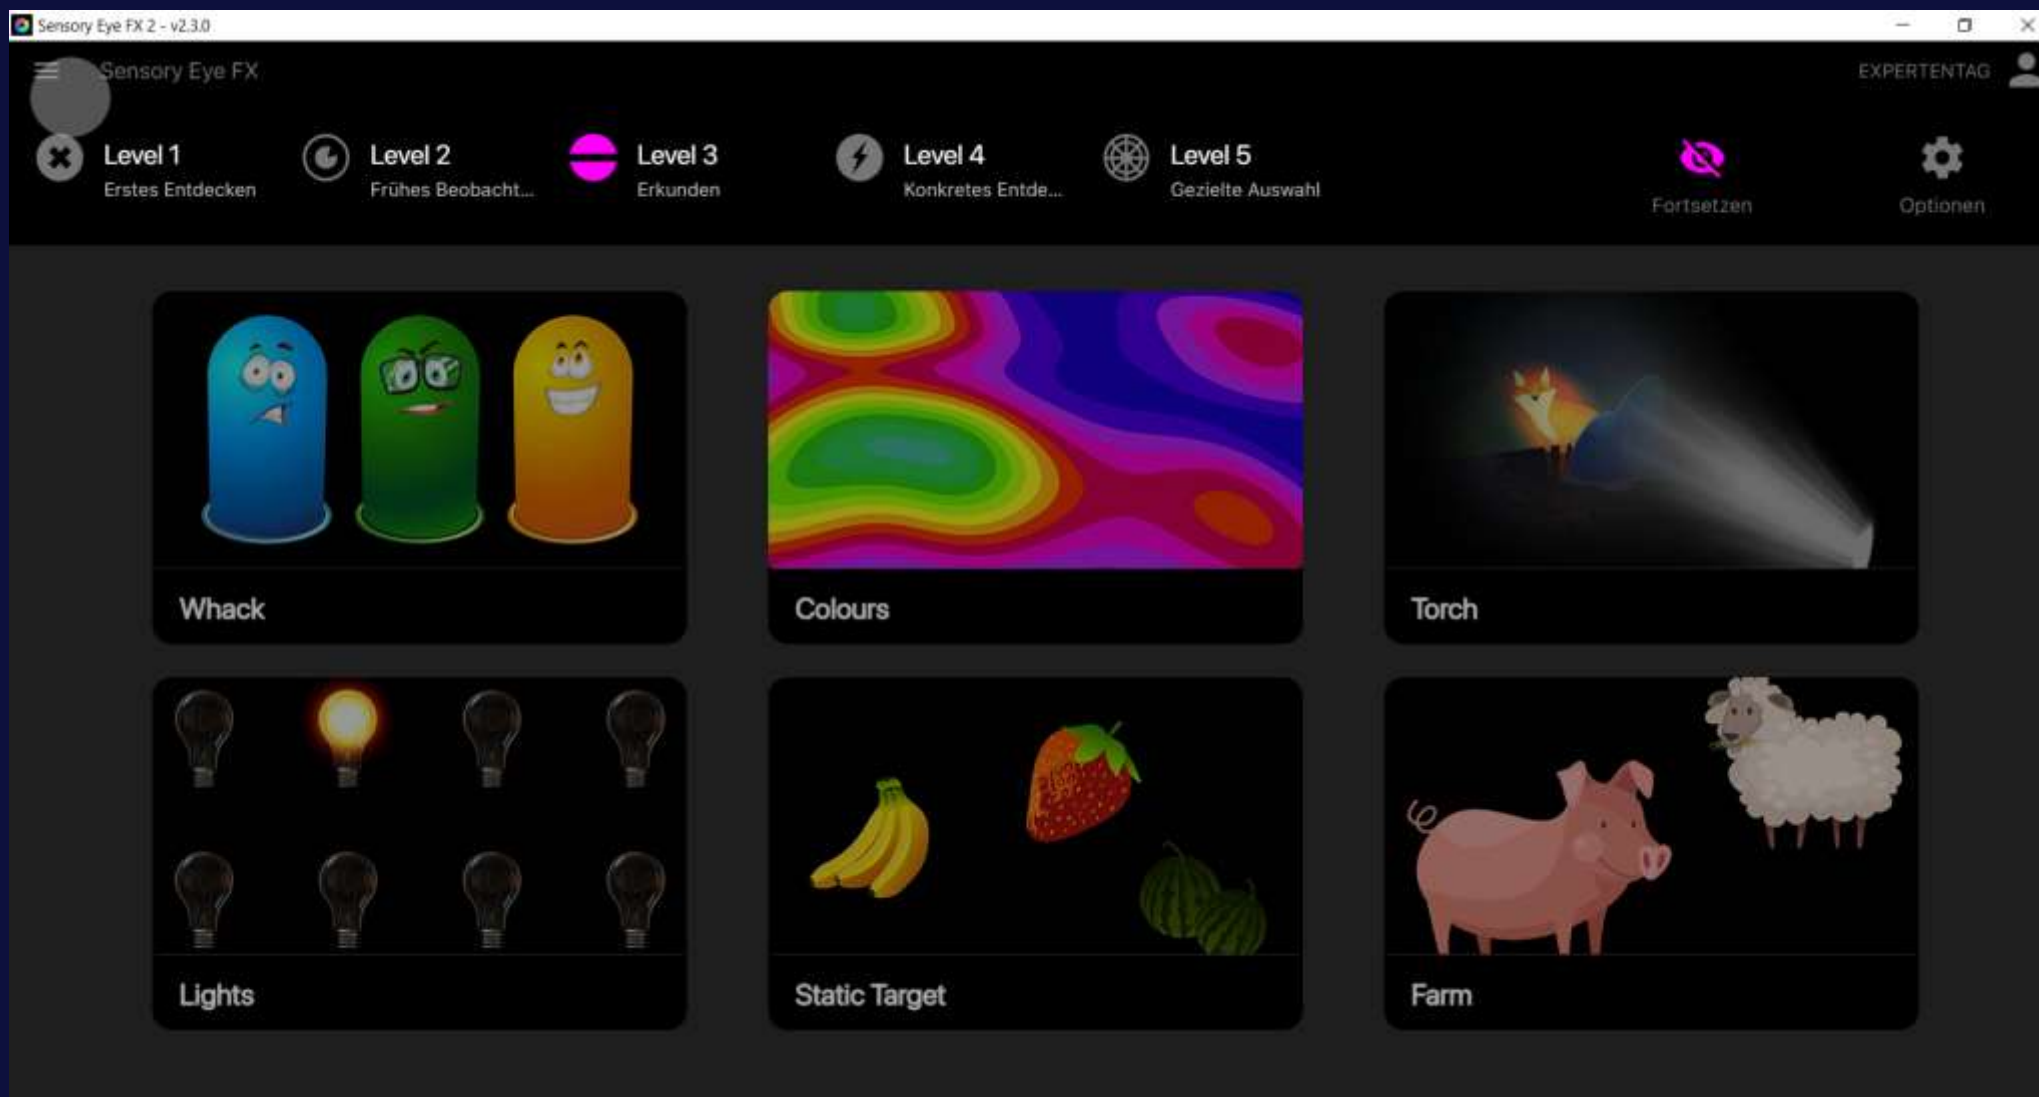 Sensory Eye FX 2 - v2.3.0
Sensory Eye FX
EXPERTENTAG
Level 1
Erstes Entdecken
Level 2
Frühes Beobacht...
Level 3
Erkunden
Level 4
Konkretes Entde...
Level 5
Gezielte Auswahl
Fortsetzen
Optionen
Whack
Colours
Torch
Lights
Static Target
Farm